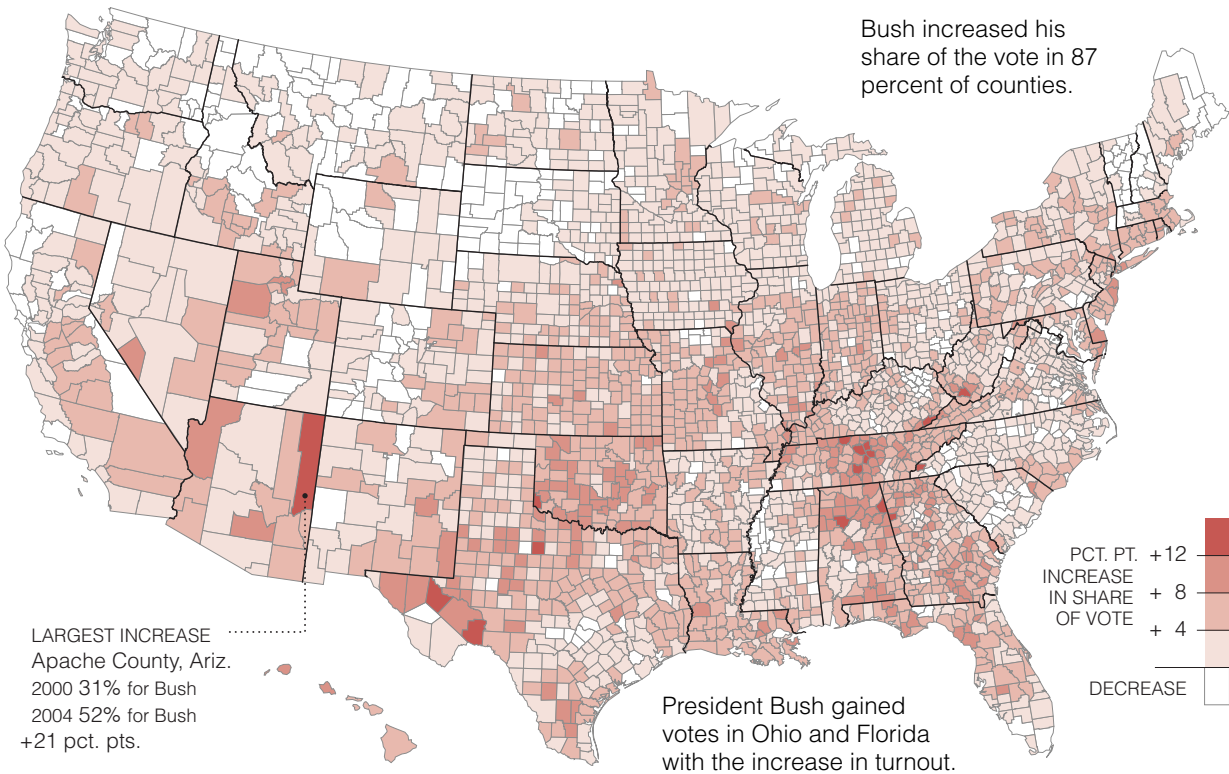 Bush increased his
share of the vote in 87
percent of counties.
PCT. PT. +12
INCREASE
IN SHARE + 8
OF VOTE
+ 4
DECREASE
LARGEST INCREASE
Apache County, Ariz.
2000 31% for Bush
2004 52% for Bush
+21 pct. pts.
President Bush gained
votes in Ohio and Florida
with the increase in turnout.